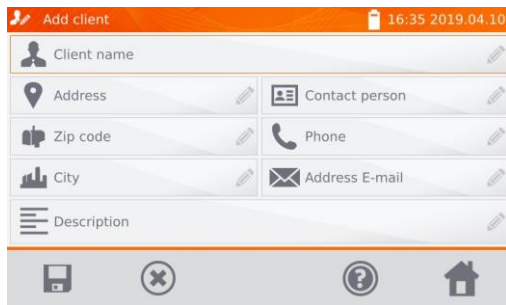 Add client 16:35 2019.04.10
Client name
Address Contact person
Zip code Phone
City Address E-mail
Description